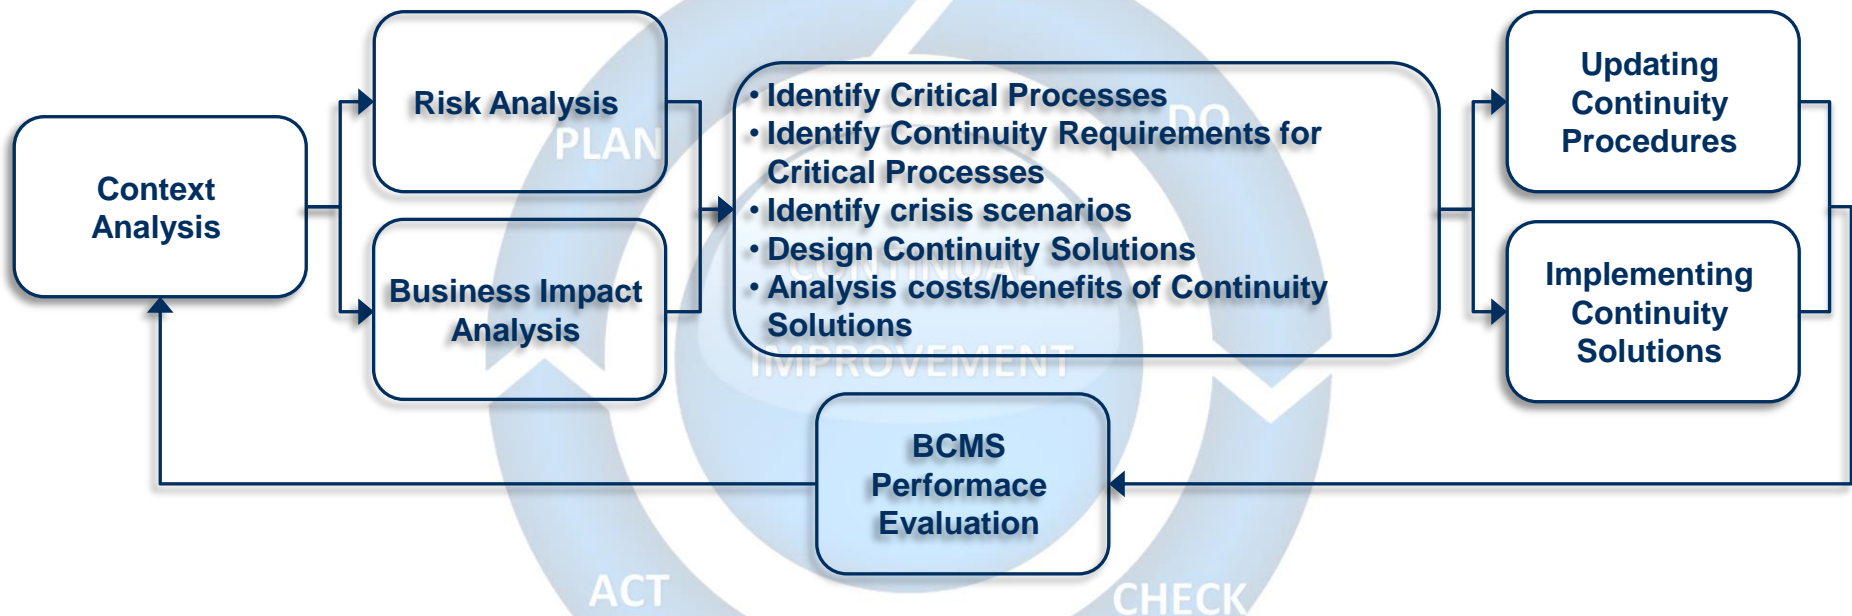 Context
Analysis
Risk Analysis
Business Impact
Analysis
• Identify Critical Processes
• Identify Continuity Requirements for
Critical Processes
• Identify crisis scenarios
• Design Continuity Solutions
• Analysis costs/benefits of Continuity
Solutions
Updating
Continuity
Procedures
Implementing
Continuity
Solutions
BCMS
Performace
Evaluation
PLAN
DO
CONTINUAL
IMPROVEMENT
ACT
CHECK